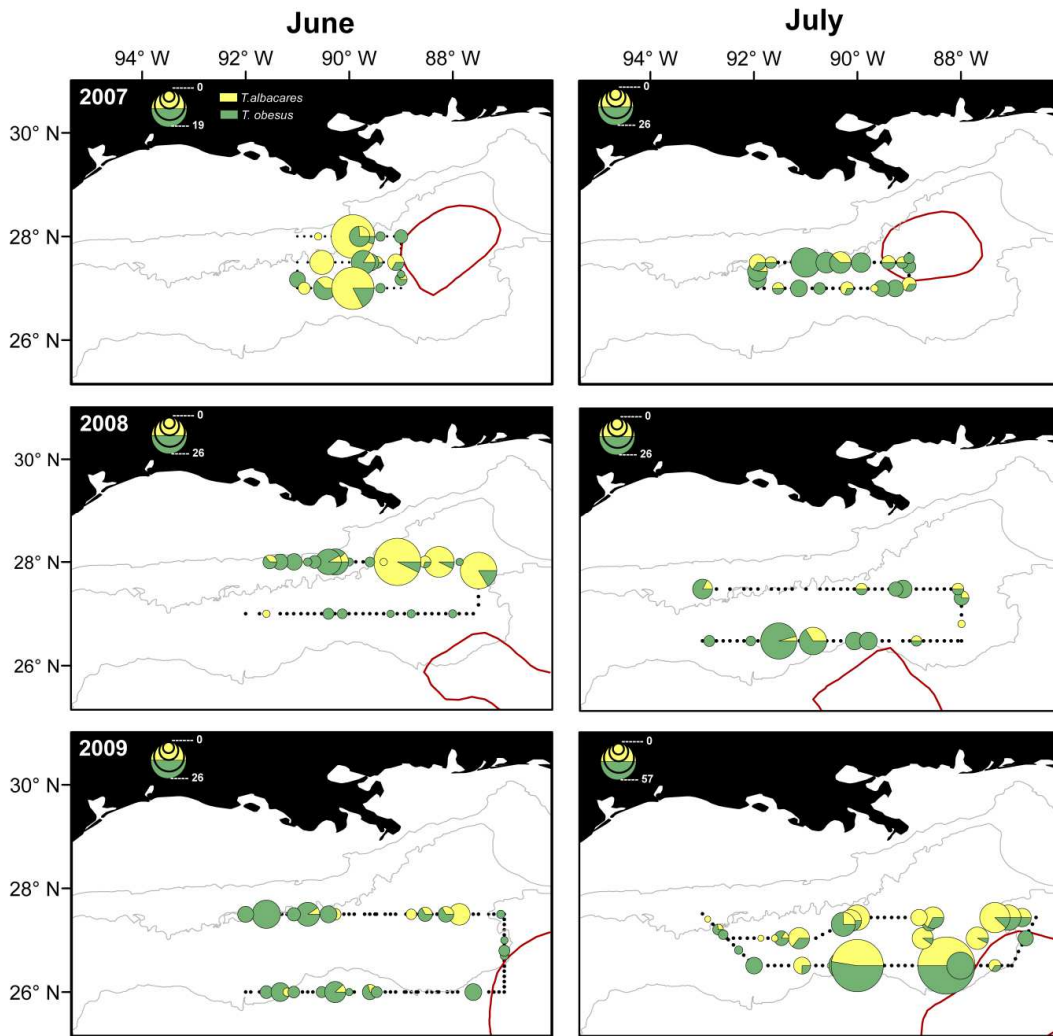 June July
94° W 92° W 90° W 88° W 94° W 92° W 90° W 88° W
2007 0 T.albacares 0
T. obesus
19 26
30° N
28° N
26° N
2008 0 0
26 26
30° N
28° N
26° N
2009 0 0
26 57
30° N
28° N
26° N